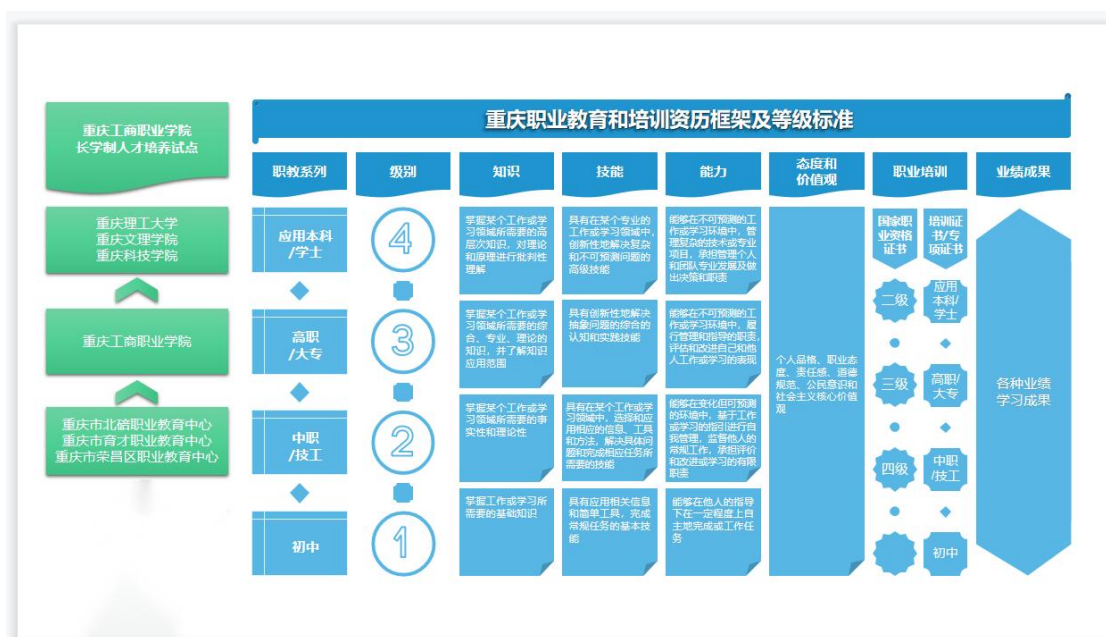 重庆工商职业学院
长学制人才培养试点
重庆理工大学
重庆文理学院
重庆科技学院
重庆工商职业学院
重庆市北碚职业教育中心
重庆市育才职业教育中心
重庆市荣昌区职业教育中心
重庆职业教育和培训资历框架及等级标准
职教系列
级别
知识
技能
能力
态度和
价值观
职业培训
业绩成果
应用本科
/学士
4
掌握某个工作或学
习领域所需要的高
层次知识，对理论
和原理进行批判性
理解
具有在某个专业的
工作或学习领域中，
创新性地解决复杂
和不可预测问题的
高级技能
能够在不可预测的工
作或学习环境中，管
理复杂的技术或专业
项目，承担管理个人
和团队专业发展及做
出决策和职责
高职
/大专
3
掌握某个工作或学
习领域所需要的综
合、专业、理论的
知识，并了解知识
应用范围
具有创新性地解决
抽象问题的综合的
认知和实践技能
能够在不可预测的工
作或学习环境中，履
行管理和指导的职责，
评估和改进自己和他
人工作或学习的表现
中职
/技工
2
掌握某个工作或学
习领域所需要的事
实性和理论性
具有在某个工作或学
习领域中，选择和应
用相应的信息、工具
和方法，解决具体问
题和完成相应任务所
需要的技能
能够在变化但可预测
的环境中，基于工作
或学习的指引进行自
我管理，监督他人的
常规工作，承担评价
和改进或学习的有限
职责
初中
1
掌握工作或学习所
需要的基础知识
具有应用相关信息
和简单工具，完成
常规任务的基本技
能
能够在他人的指导
下在一定程度上自
主地完成或工作任
务
个人品格、职业态
度、责任感、道德
规范、公民意识和
社会主义核心价值
观
国家职
业资格
证书
培训证
书/专
项证书
二级
应用
本科/
学士
三级
高职/
大专
四级
中职
/技工
初中
各种业绩
学习成果